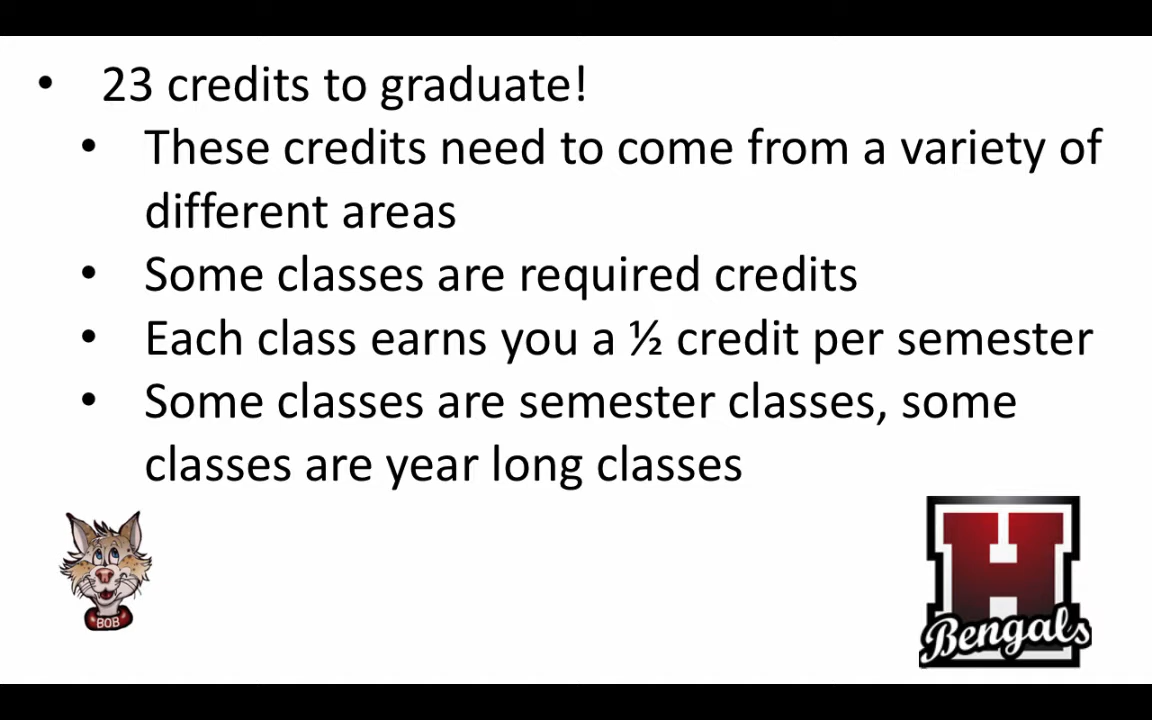 • 23 credits to graduate!
• These credits need to come from a variety of
different areas
• Some classes are required credits
• Each class earns you a ½ credit per semester
• Some classes are semester classes, some
classes are year long classes
BOB
H
Bengals